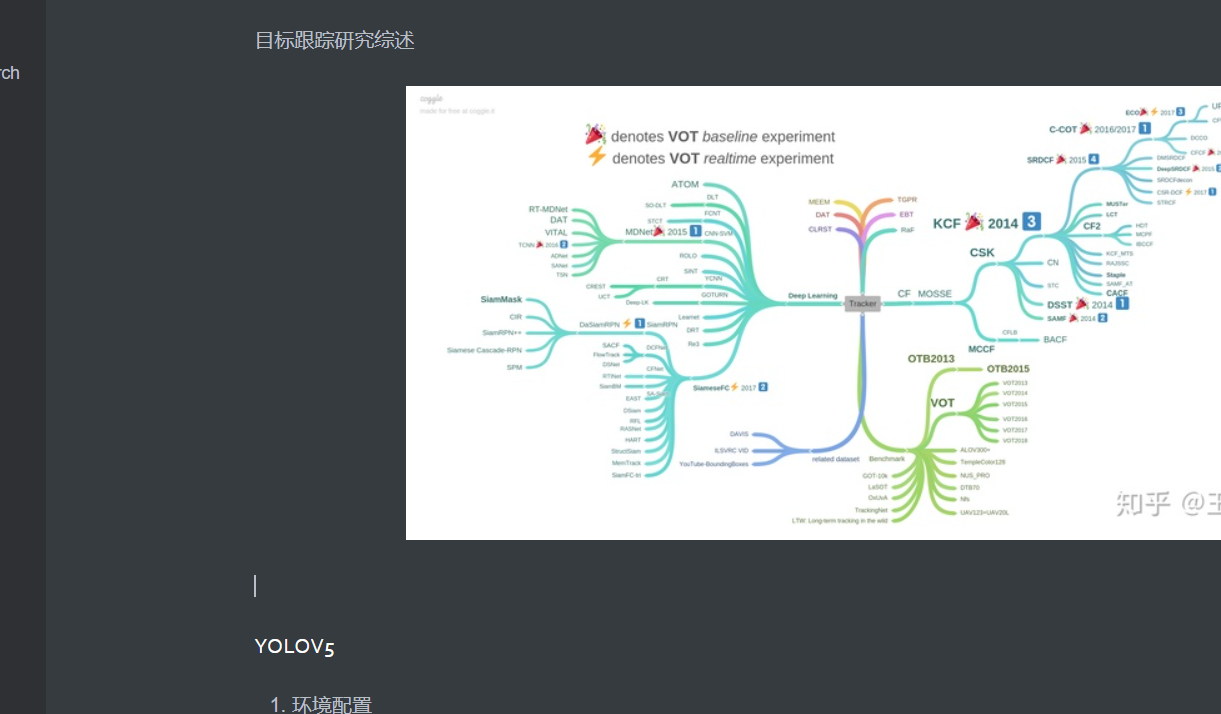 目标跟踪研究综述
rch
coggle
made for free at coggle.it
🎉 denotes VOT baseline experiment
⚡ denotes VOT realtime experiment
ATOM
DLT
SO-DLT
FCNT
STCT
MDNet🎉 2015 1 CNN-SVM
RT-MDNet
DAT
VITAL
TCNN🎉 2016 2
ADNet
SANet
TSN
ROLO
SINT
YCNN
CRT
CREST
UCT
GOTURN
Deep-LK
Learnet
DRT
Re3
Deep Learning
SiamMask
CIR
SiamRPN++
Siamese Cascade-RPN
SPM
DaSiamRPN ⚡ 1 SiamRPN
SACF
FlowTrack
DSNet
DCFNet
CFNet
RTINet
SiamBM
EAST
DSiam
RFL
RASNet
HART
StructSiam
MemTrack
SiamFC-tri
SiameseFC⚡ 2017 2
MEEM
DAT
CLRST
TGPR
EBT
RaF
Tracker
CF MOSSE
CSK
KCF 🎉 2014 3
SRDCF 🎉 2015 4
C-COT 🎉 2016/2017 1
ECO🎉⚡ 2017 3
UP
CF
DCCO
CFCF🎉 2
DMSRDCF
DeepSRDCF🎉 2015
SRDCFdecon
CSR-DCF⚡ 2017 1
STRCF
MUSTer
LCT
CF2
HDT
MCPF
IBCCF
KCF_MTS
RAJSSC
Staple
SAMF_AT
CACF
CN
STC
DSST 🎉 2014 1
SAMF 🎉 2014 2
MCCF
CFLB
BACF
OTB2013
OTB2015
VOT
VOT2013
VOT2014
VOT2015
VOT2016
VOT2017
VOT2018
DAVIS
ILSVRC VID
YouTube-BoundingBoxes
related dataset
Benchmark
ALOV300+
TempleColor128
NUS_PRO
DTB70
Nfs
UAV123+UAV20L
GOT-10k
LaSOT
OxUvA
TrackingNet
LTW: Long-term tracking in the wild
知乎 @王
YOLOV5
1. 环境配置